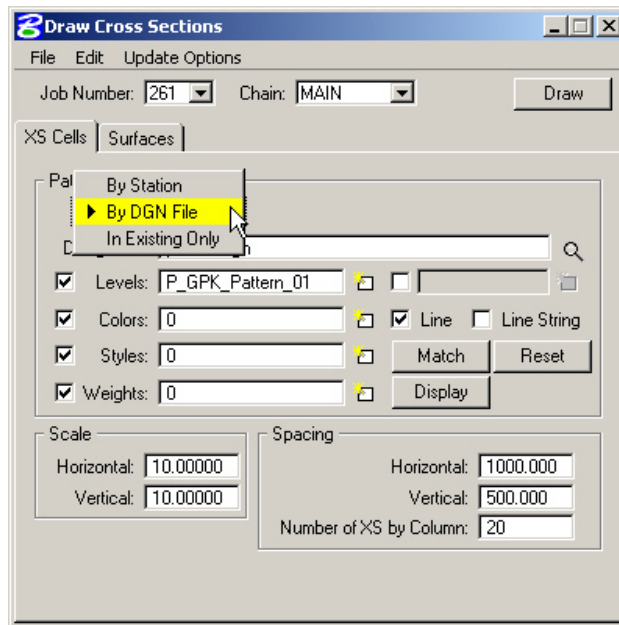 Draw Cross Sections
File Edit Update Options
Job Number: 261 Chain: MAIN Draw
XS Cells Surfaces
By Station
By DGN File
In Existing Only
Levels: P_GPK_Pattern_01
Colors: 0 Line Line String
Styles: 0 Match Reset
Weights: 0 Display
Scale Spacing
Horizontal: 10.00000 Horizontal: 1000.000
Vertical: 10.00000 Vertical: 500.000
Number of XS by Column: 20